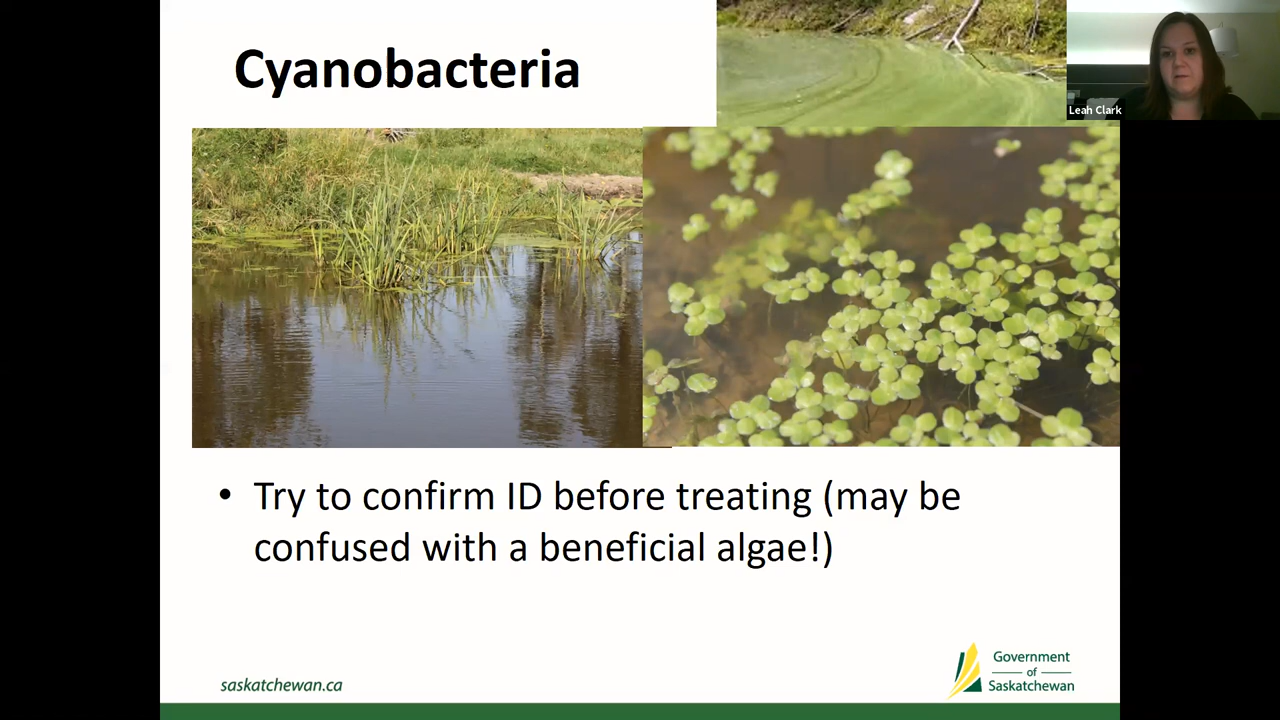 Cyanobacteria
Leah Clark
• Try to confirm ID before treating (may be
confused with a beneficial algae!)
saskatchewan.ca
Government
of
Saskatchewan